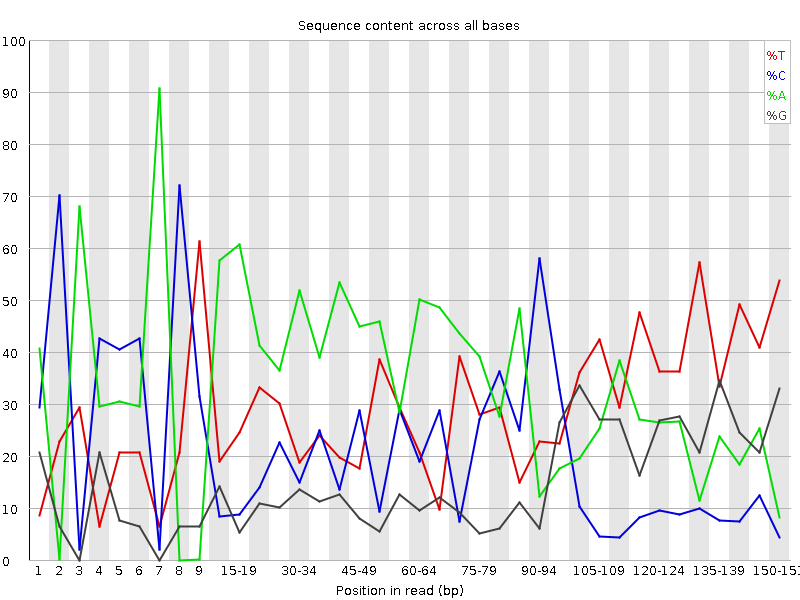 Sequence content across all bases
100
90
80
70
60
50
40
30
20
10
0
%T
%C
%A
%G
1 2 3 4 5 6 7 8 9 15-19 30-34 45-49 60-64 75-79 90-94 105-109 120-124 135-139 150-151
Position in read (bp)